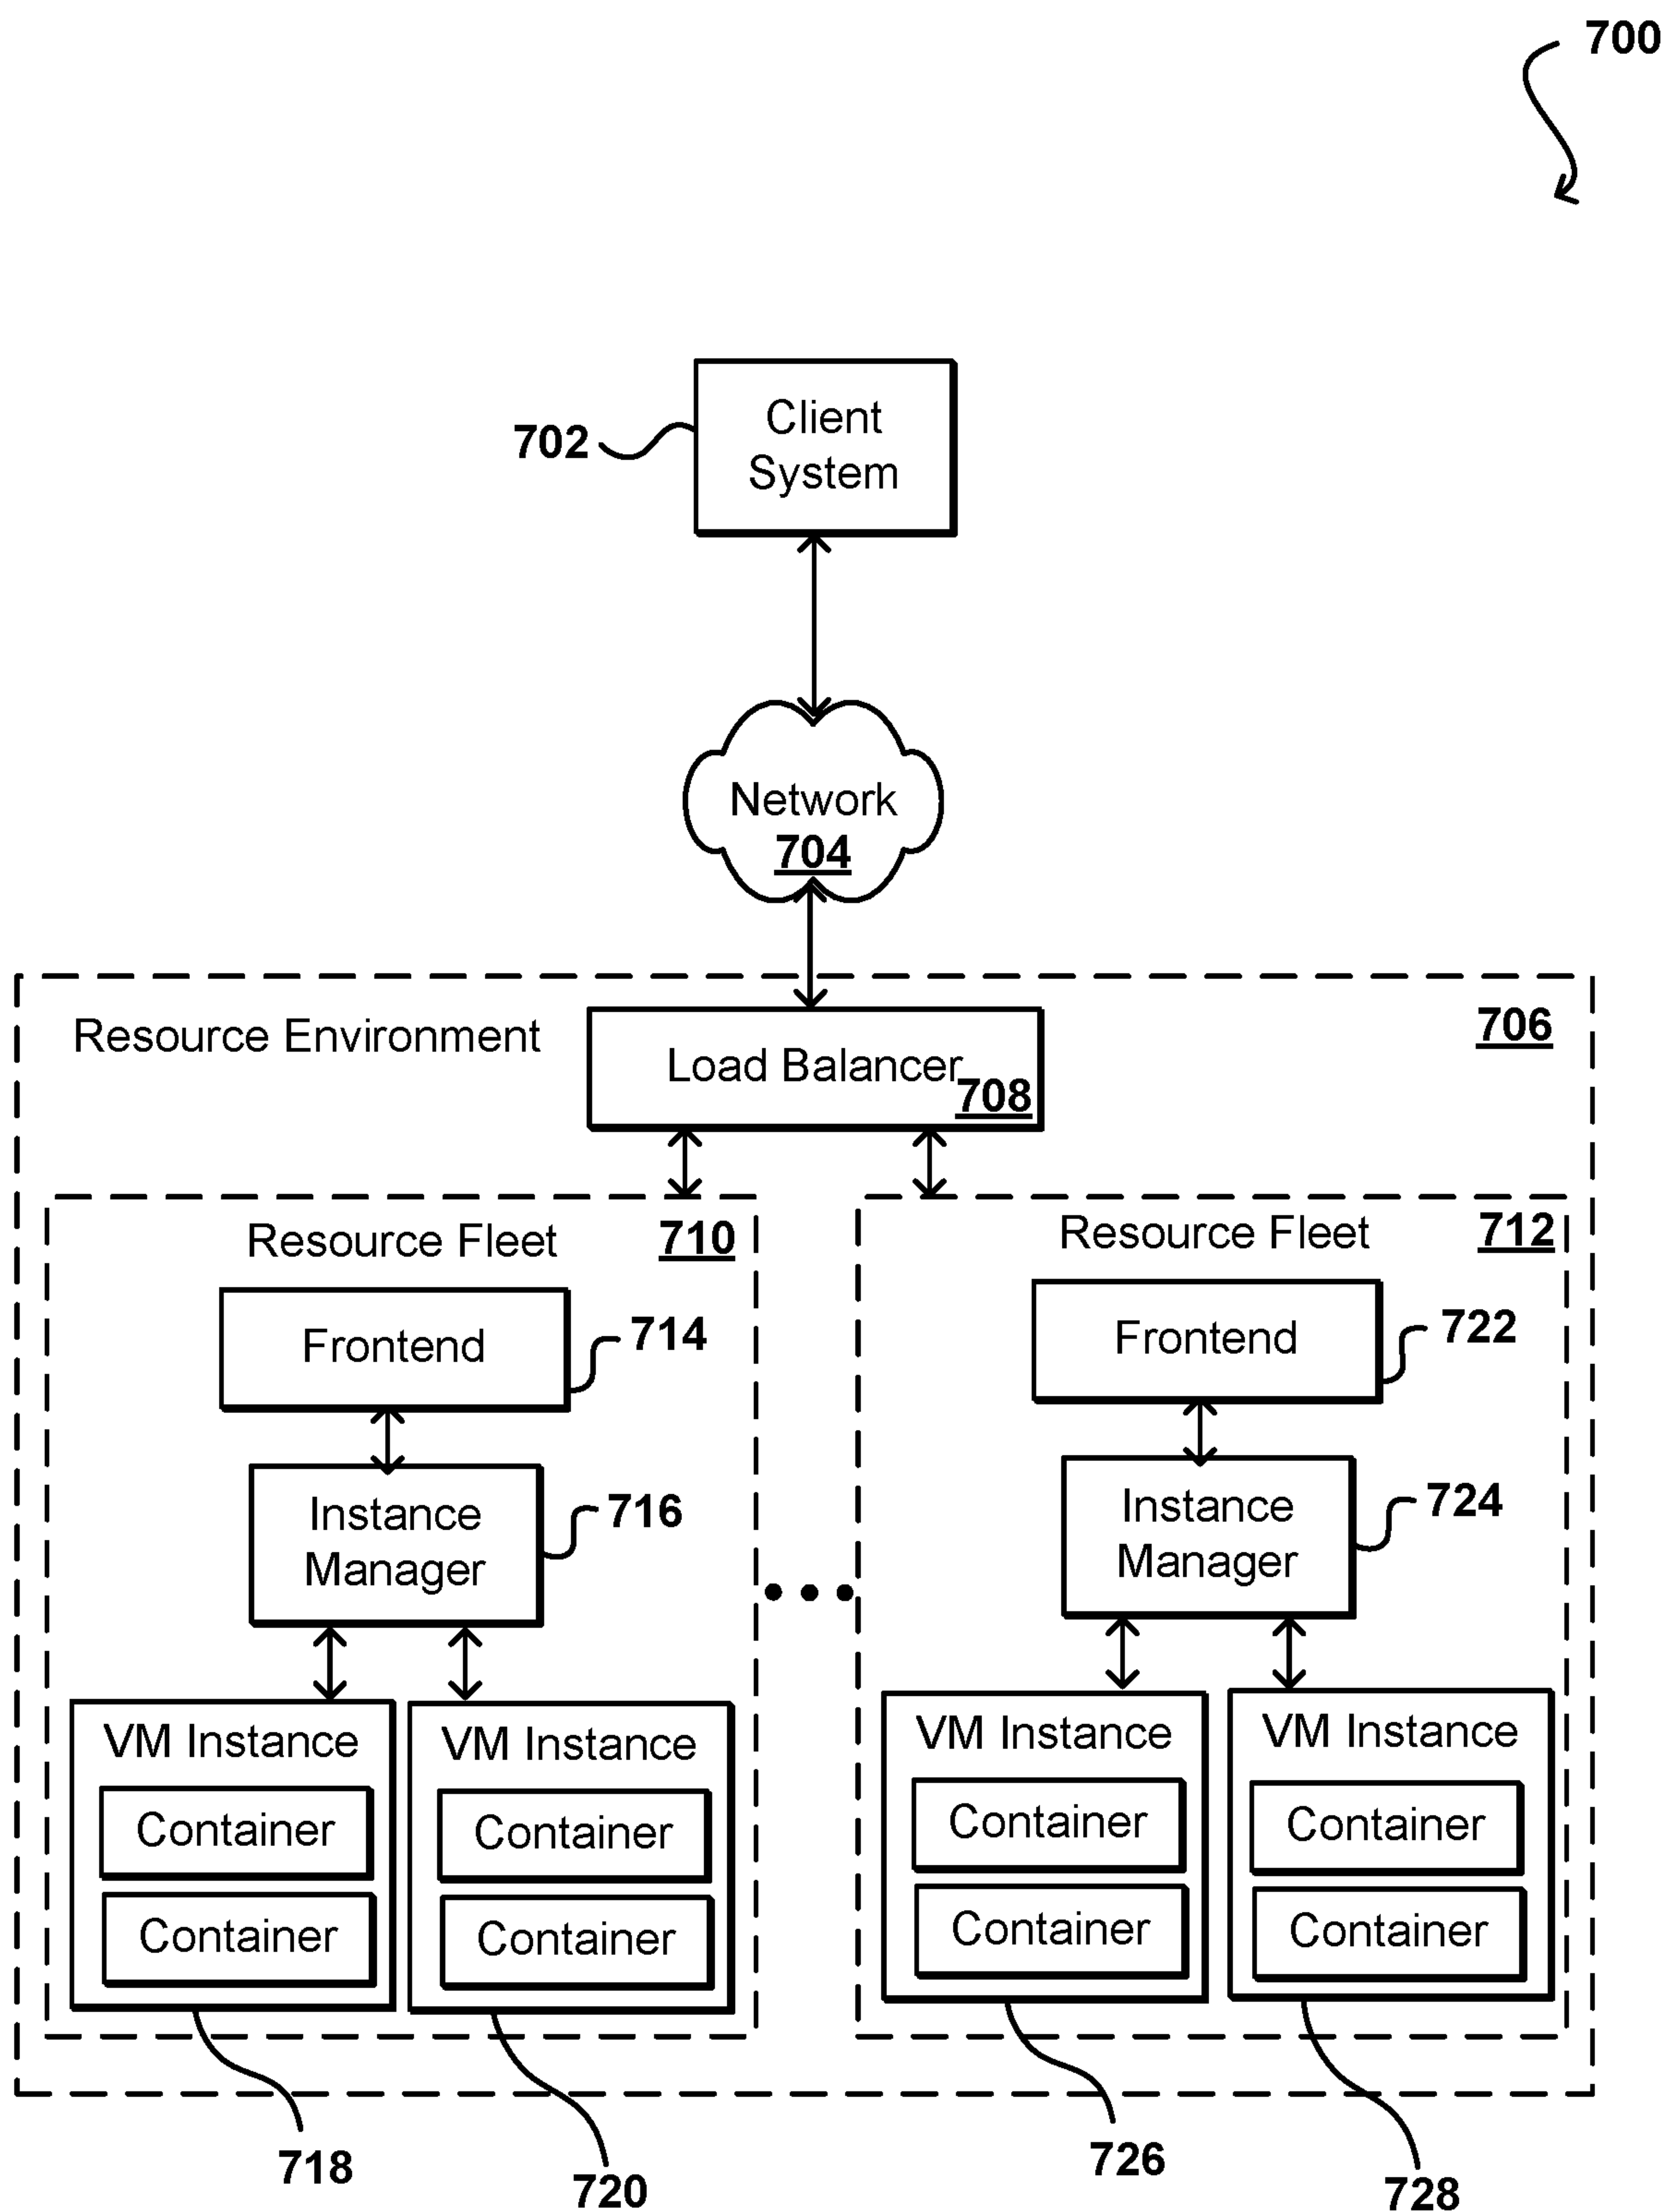 700
Client
System
702
Network
704
Resource Environment
706
Load Balancer
708
Resource Fleet
710
Frontend
714
Instance
Manager
716
VM Instance
Container
Container
VM Instance
Container
Container
718
720
Resource Fleet
712
Frontend
722
Instance
Manager
724
VM Instance
Container
Container
VM Instance
Container
Container
726
728